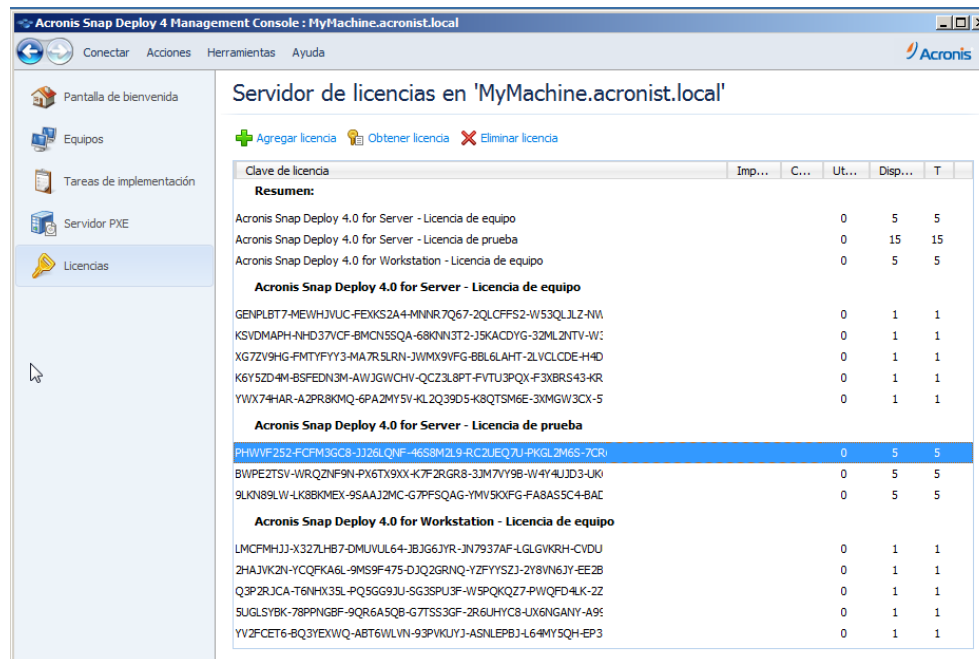 Acronis Snap Deploy 4 Management Console : MyMachine.acronist.local
Conectar Acciones Herramientas Ayuda
Acronis
Pantalla de bienvenida
Equipos
Tareas de implementación
Servidor PXE
Licencias
Servidor de licencias en 'MyMachine.acronist.local'
Agregar licencia Obtener licencia Eliminar licencia
Clave de licencia Imp... C... Ut... Disp... T
Resumen:
Acronis Snap Deploy 4.0 for Server - Licencia de equipo 0 5 5
Acronis Snap Deploy 4.0 for Server - Licencia de prueba 0 15 15
Acronis Snap Deploy 4.0 for Workstation - Licencia de equipo 0 5 5
Acronis Snap Deploy 4.0 for Server - Licencia de equipo
GENPLBT7-MEWHJVUC-FEXKS2A4-MNNR7Q67-2QLCFFS2-W53QLJLZ-NW 0 1 1
KSVDMAPH-NHD37VCF-BMCN5SQA-68KNN3T2-J5KACDYG-32ML2NTV-W3 0 1 1
XG7ZV9HG-FMTYFYY3-MA7R5LRN-JWMX9VFG-BBL6LAHT-2LVCLCDE-H4D 0 1 1
K6Y5ZD4M-BSFEDN3M-AWJGWCHV-QCZ3L8PT-FVTU3PQX-F3XBRS43-KR 0 1 1
YWX74HAR-A2PR8KMQ-6PA2MY5V-KL2Q39D5-K8QTSM6E-3XMGW3CX-5 0 1 1
Acronis Snap Deploy 4.0 for Server - Licencia de prueba
PHWVF252-FCFM3GC8-JJ26LQNF-46S8M2L9-RC2UEQ7U-PKGL2M6S-7CR 0 5 5
BWPE2TSV-WRQZNF9N-PX6TX9XX-K7F2RGR8-3JM7VY9B-W4Y4UJD3-UK 0 5 5
9LKN89LW-LK8BKMEX-9SAAJ2MC-G7PFSQAG-YMV5KXFG-FA8AS5C4-BAD 0 5 5
Acronis Snap Deploy 4.0 for Workstation - Licencia de equipo
LMCFMHJJ-X327LHB7-DMUVUL64-JBJG6JYR-JN7937AF-LGLGVKRH-CVDU 0 1 1
2HAJVK2N-YCQFKA6L-9MS9F475-DJQ2GRNQ-YZFYYSZJ-2Y8VN6JY-EE2B 0 1 1
Q3P2RJCA-T6NHX35L-PQ5GG9JU-SG3SPU3F-W5PQKQZ7-PWQFD4LK-2Z 0 1 1
5UGLSYBK-78PPNGBF-9QR6A5QB-G7TSS3GF-2R6UHYC8-UX6NGANY-A9S 0 1 1
YV2FCET6-BQ3YEXWQ-ABT6WLVN-93PVKUYJ-ASNLEPBJ-L64MY5QH-EP3 0 1 1